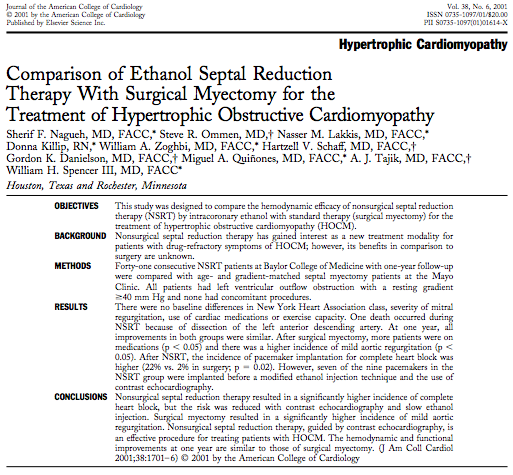 Journal of the American College of Cardiology
© 2001 by the American College of Cardiology
Published by Elsevier Science Inc.
Vol. 38, No. 6, 2001
ISSN 0735-1097/01/$20.00
PII S0735-1097(01)01614-X
Hypertrophic Cardiomyopathy
Comparison of Ethanol Septal Reduction
Therapy With Surgical Myectomy for the
Treatment of Hypertrophic Obstructive Cardiomyopathy
Sherif F. Nagueh, MD, FACC,* Steve R. Ommen, MD,† Nasser M. Lakkis, MD, FACC,*
Donna Killip, RN,* William A. Zoghbi, MD, FACC,* Hartzell V. Schaff, MD, FACC,†
Gordon K. Danielson, MD, FACC,† Miguel A. Quiñones, MD, FACC,* A. J. Tajik, MD, FACC,†
William H. Spencer III, MD, FACC*
Houston, Texas and Rochester, Minnesota
OBJECTIVES This study was designed to compare the hemodynamic efficacy of nonsurgical septal reduction
therapy (NSRT) by intracoronary ethanol with standard therapy (surgical myectomy) for the
treatment of hypertrophic obstructive cardiomyopathy (HOCM).
BACKGROUND Nonsurgical septal reduction therapy has gained interest as a new treatment modality for
patients with drug-refractory symptoms of HOCM; however, its benefits in comparison to
surgery are unknown.
METHODS Forty-one consecutive NSRT patients at Baylor College of Medicine with one-year follow-up
were compared with age- and gradient-matched septal myectomy patients at the Mayo
Clinic. All patients had left ventricular outflow obstruction with a resting gradient
≥40 mm Hg and none had concomitant procedures.
RESULTS There were no baseline differences in New York Heart Association class, severity of mitral
regurgitation, use of cardiac medications or exercise capacity. One death occurred during
NSRT because of dissection of the left anterior descending artery. At one year, all
improvements in both groups were similar. After surgical myectomy, more patients were on
medications (p < 0.05) and there was a higher incidence of mild aortic regurgitation (p <
0.05). After NSRT, the incidence of pacemaker implantation for complete heart block was
higher (22% vs. 2% in surgery; p = 0.02). However, seven of the nine pacemakers in the
NSRT group were implanted before a modified ethanol injection technique and the use of
contrast echocardiography.
CONCLUSIONS Nonsurgical septal reduction therapy resulted in a significantly higher incidence of complete
heart block, but the risk was reduced with contrast echocardiography and slow ethanol
injection. Surgical myectomy resulted in a significantly higher incidence of mild aortic
regurgitation. Nonsurgical septal reduction therapy, guided by contrast echocardiography, is
an effective procedure for treating patients with HOCM. The hemodynamic and functional
improvements at one year are similar to those of surgical myectomy. (J Am Coll Cardiol
2001;38:1701–6) © 2001 by the American College of Cardiology